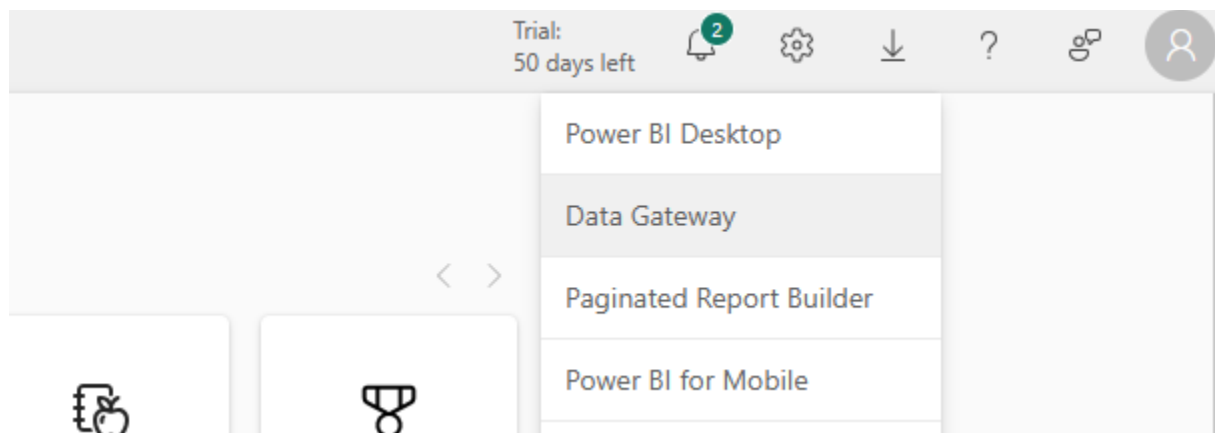 Trial:
50 days left
2
?
Power BI Desktop
Data Gateway
Paginated Report Builder
Power BI for Mobile